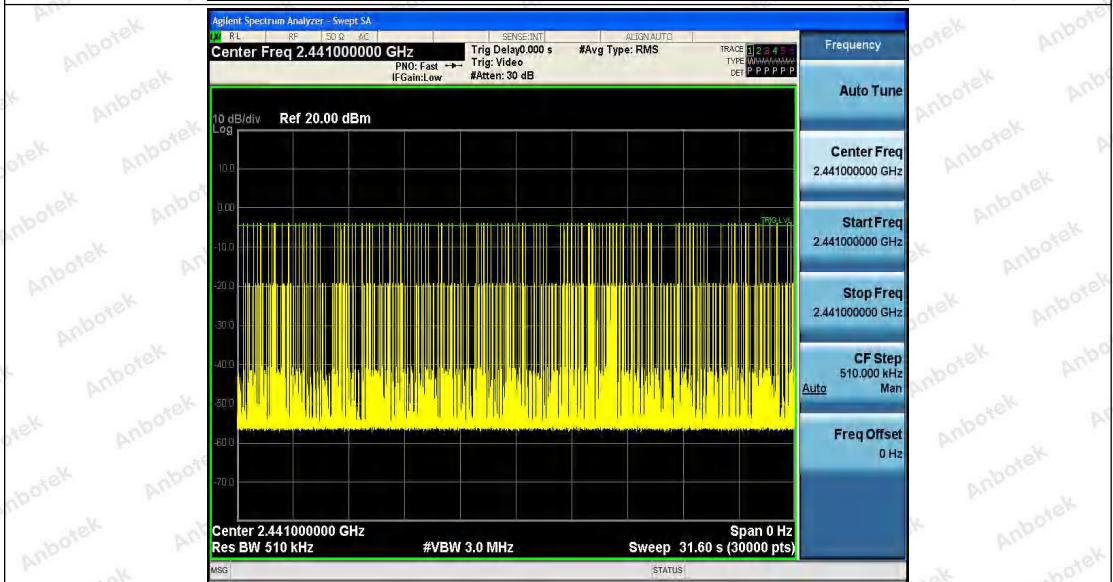 Agilent Spectrum Analyzer - Swept SA
RL RF 50 Ω AC SENSE:INT ALIGN AUTO
Center Freq 2.441000000 GHz
PNO: Fast
IFGain:Low
Trig Delay0.000 s
Trig: Video
#Atten: 30 dB
#Avg Type: RMS
TRACE 1 2 3 4 5 6
TYPE
DET P P P P P P
10 dB/div Ref 20.00 dBm
Log
10.0
0.00
TRIG LVL
-10.0
-20.0
-30.0
-40.0
-50.0
-60.0
-70.0
Center 2.441000000 GHz Span 0 Hz
Res BW 510 kHz #VBW 3.0 MHz Sweep 31.60 s (30000 pts)
MSG STATUS
Frequency
Auto Tune
Center Freq
2.441000000 GHz
Start Freq
2.441000000 GHz
Stop Freq
2.441000000 GHz
CF Step
510.000 kHz
Auto Man
Freq Offset
0 Hz
Anbotek